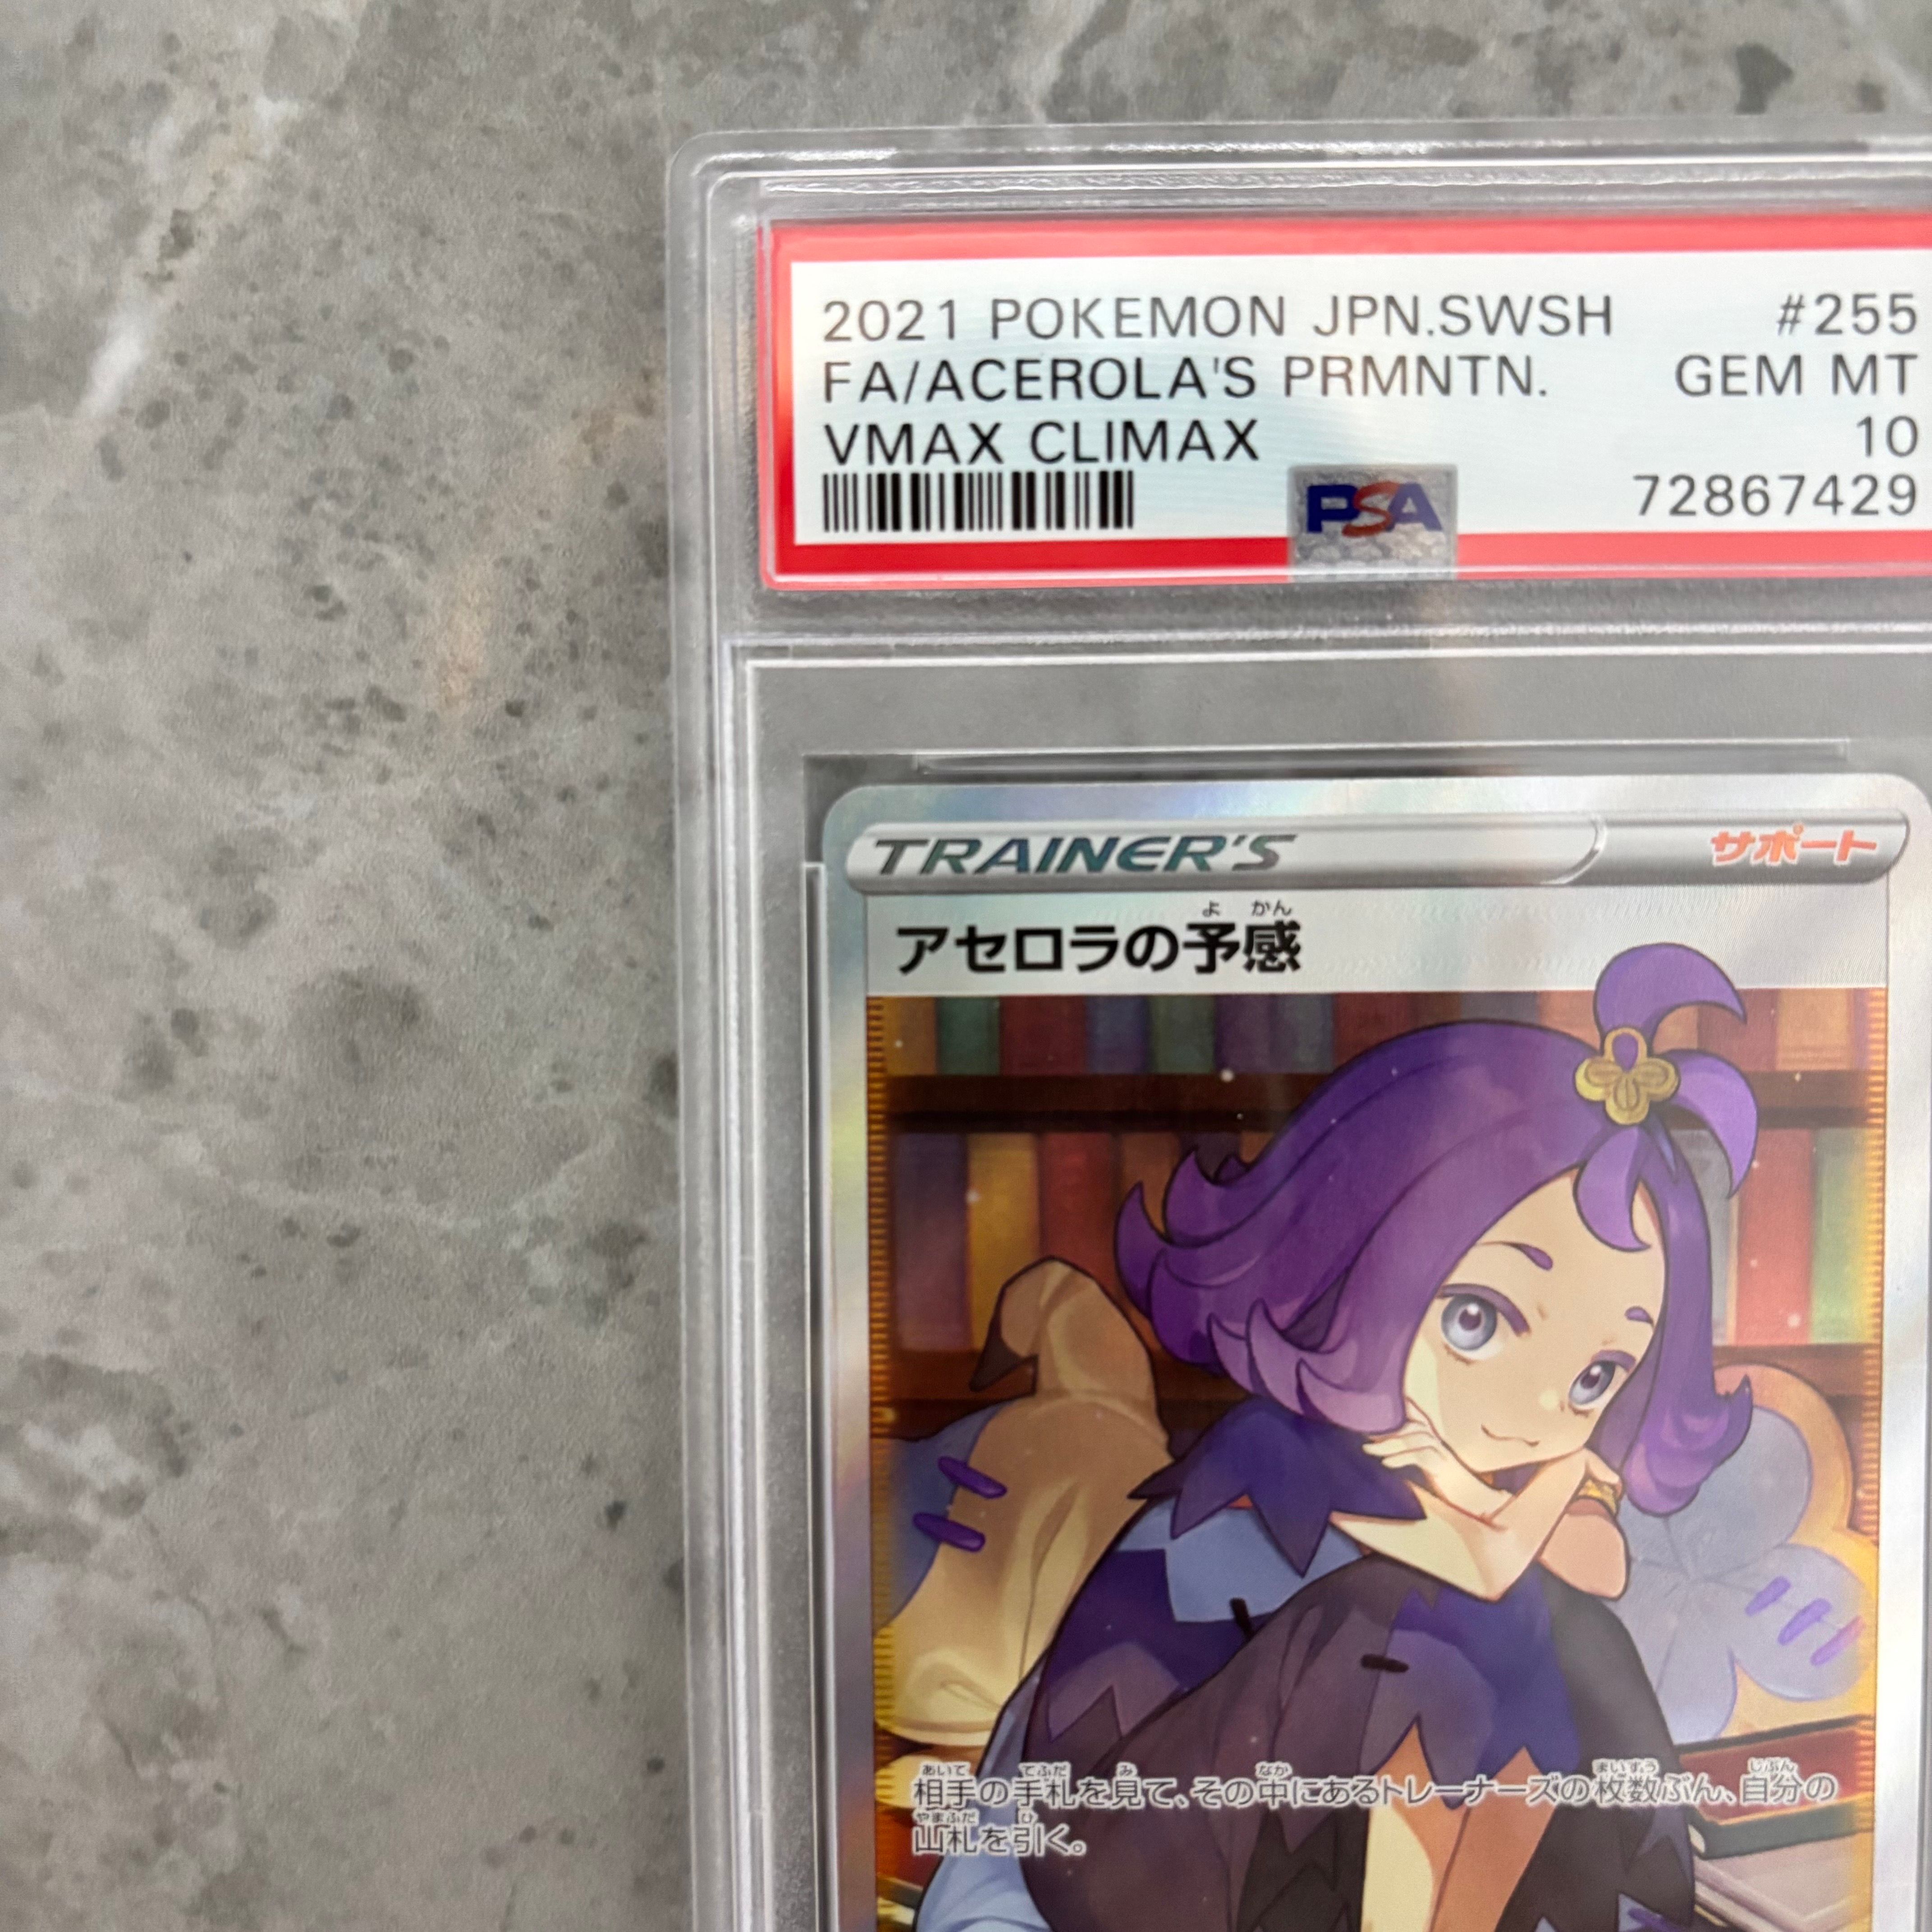 2021 POKEMON JPN.SWSH #255
FA/ACEROLA'S PRMNTN. GEM MT
VMAX CLIMAX 10
PSA 72867429
TRAINER'S サポート
よ かん
アセロラの予感
あいて てふだ み なか まいすう じぶん
相手の手札を見て、その中にあるトレーナーズの枚数ぶん、自分の
やまふだ ひ
山札を引く。